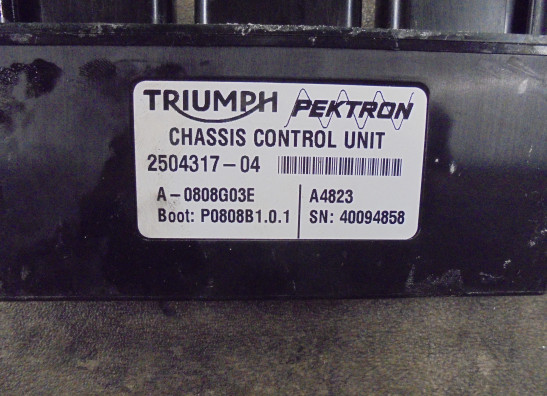 TRIUMPH PEKTRON
CHASSIS CONTROL UNIT
2504317-04
A-0808G03E A4823
Boot: P0808B1.0.1 SN: 40094858